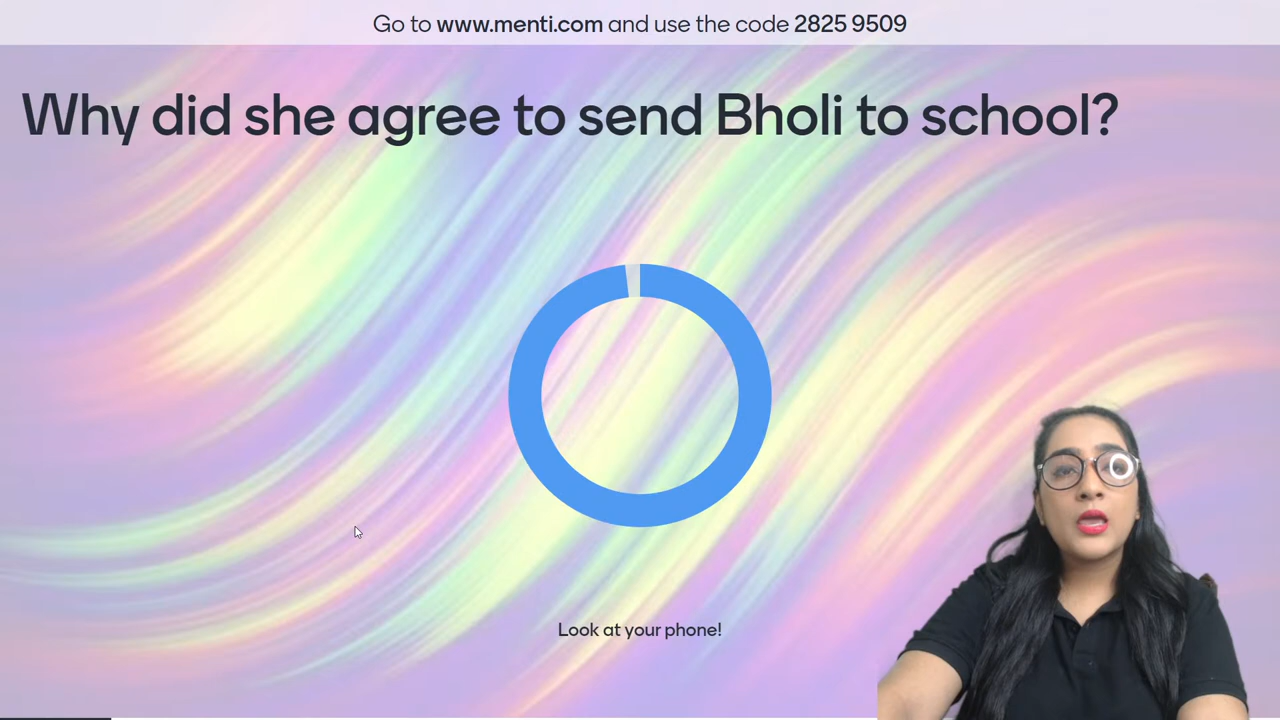 Go to www.menti.com and use the code 2825 9509
Why did she agree to send Bholi to school?
Look at your phone!